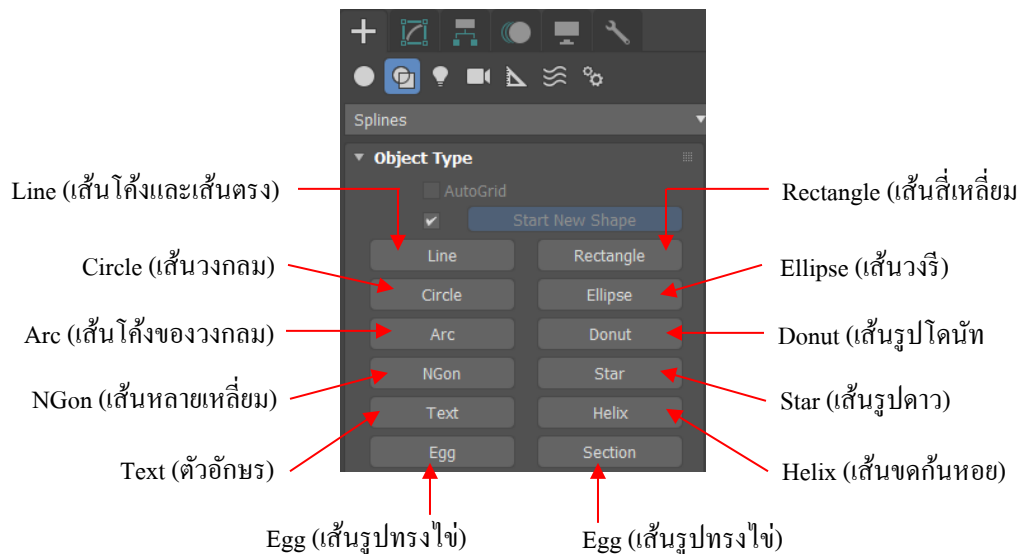 Splines
Object Type
AutoGrid
Start New Shape
Line (เส้นโค้งและเส้นตรง)
Line
Rectangle
Rectangle (เส้นสี่เหลี่ยม
Circle (เส้นวงกลม)
Circle
Ellipse
Ellipse (เส้นวงรี)
Arc (เส้นโค้งของวงกลม)
Arc
Donut
Donut (เส้นรูปโดนัท
NGon (เส้นหลายเหลี่ยม)
NGon
Star
Star (เส้นรูปดาว)
Text
Helix
Text (ตัวอักษร)
Egg
Section
Helix (เส้นขดก้นหอย)
Egg (เส้นรูปทรงไข่)
Egg (เส้นรูปทรงไข่)